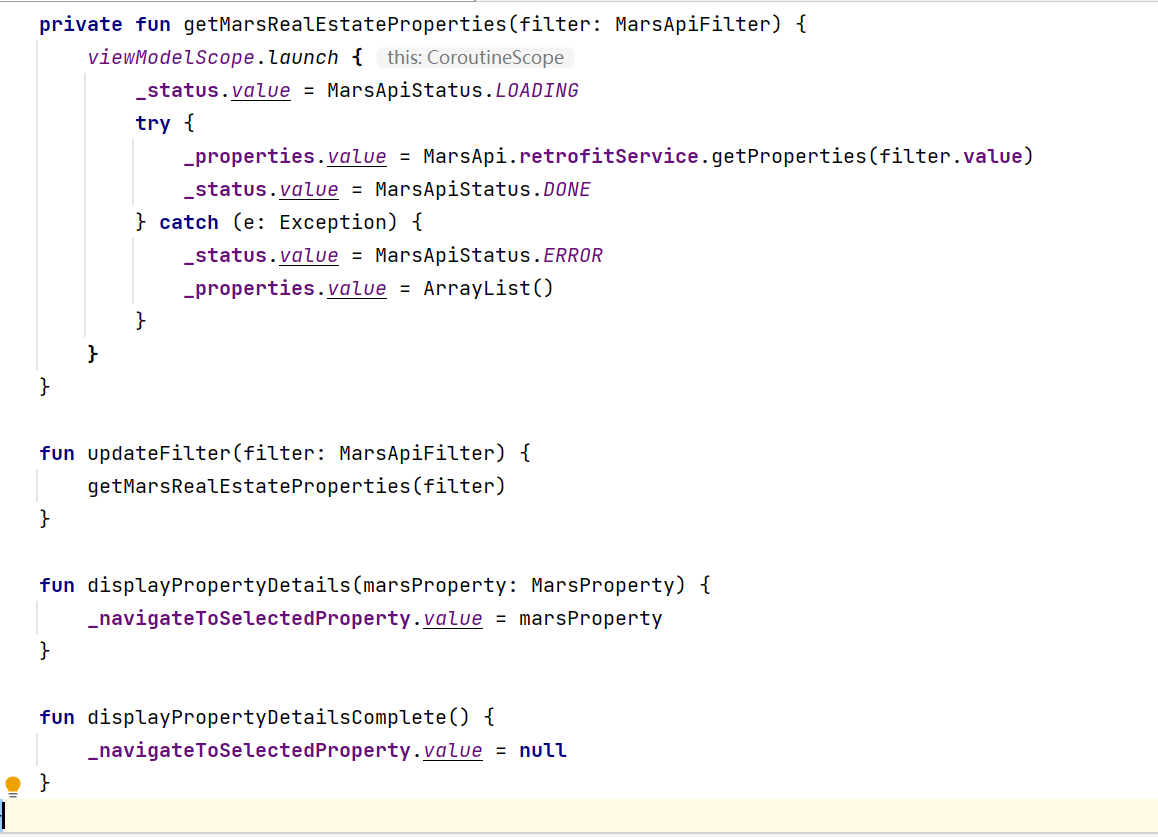 private fun getMarsRealEstateProperties(filter: MarsApiFilter) {
viewModelScope.launch { this: CoroutineScope
_status.value = MarsApiStatus.LOADING
try {
_properties.value = MarsApi.retrofitService.getProperties(filter.value)
_status.value = MarsApiStatus.DONE
} catch (e: Exception) {
_status.value = MarsApiStatus.ERROR
_properties.value = ArrayList()
}
}
}
fun updateFilter(filter: MarsApiFilter) {
getMarsRealEstateProperties(filter)
}
fun displayPropertyDetails(marsProperty: MarsProperty) {
_navigateToSelectedProperty.value = marsProperty
}
fun displayPropertyDetailsComplete() {
_navigateToSelectedProperty.value = null
}